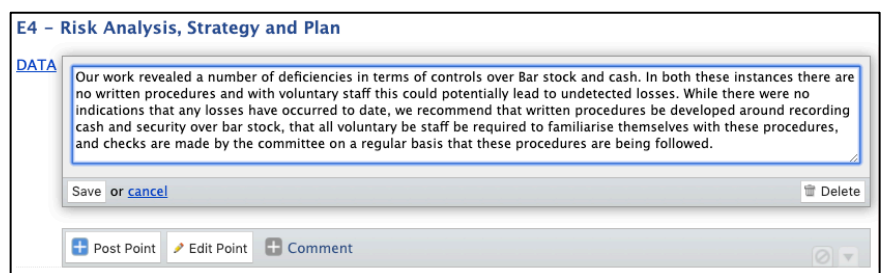 E4 – Risk Analysis, Strategy and Plan
DATA
Our work revealed a number of deficiencies in terms of controls over Bar stock and cash. In both these instances there are
no written procedures and with voluntary staff this could potentially lead to undetected losses. While there were no
indications that any losses have occurred to date, we recommend that written procedures be developed around recording
cash and security over bar stock, that all voluntary be staff be required to familiarise themselves with these procedures,
and checks are made by the committee on a regular basis that these procedures are being followed.
Save or cancel Delete
Post Point Edit Point Comment